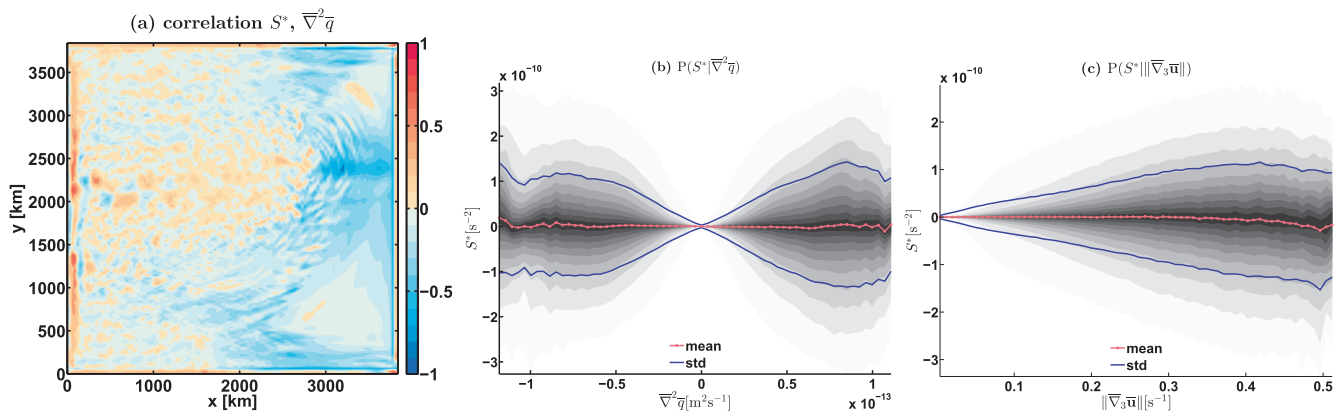 (a) correlation S*, ∇̅²q̅
y [km]
3500
3000
2500
2000
1500
1000
500
0
0 1000 2000 3000
x [km]
1
0.5
0
−0.5
−1
(b) P(S*|∇̅²q̅)
x 10⁻¹⁰
S*[s⁻²]
3
2
1
0
−1
−2
−3
mean
std
−1 −0.5 0 0.5 1
∇̅²q̅[m²s⁻¹]
x 10⁻¹³
(c) P(S*|‖∇̅₃u̅‖)
x 10⁻¹⁰
S*[s⁻²]
3
2
1
0
−1
−2
−3
mean
std
0.1 0.2 0.3 0.4 0.5
‖∇̅₃u̅‖[s⁻¹]